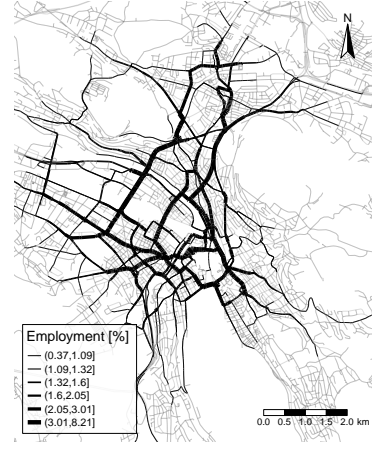 N
Employment [%]
(0.37,1.09]
(1.09,1.32]
(1.32,1.6]
(1.6,2.05]
(2.05,3.01]
(3.01,8.21]
0.0 0.5 1.0 1.5 2.0 km